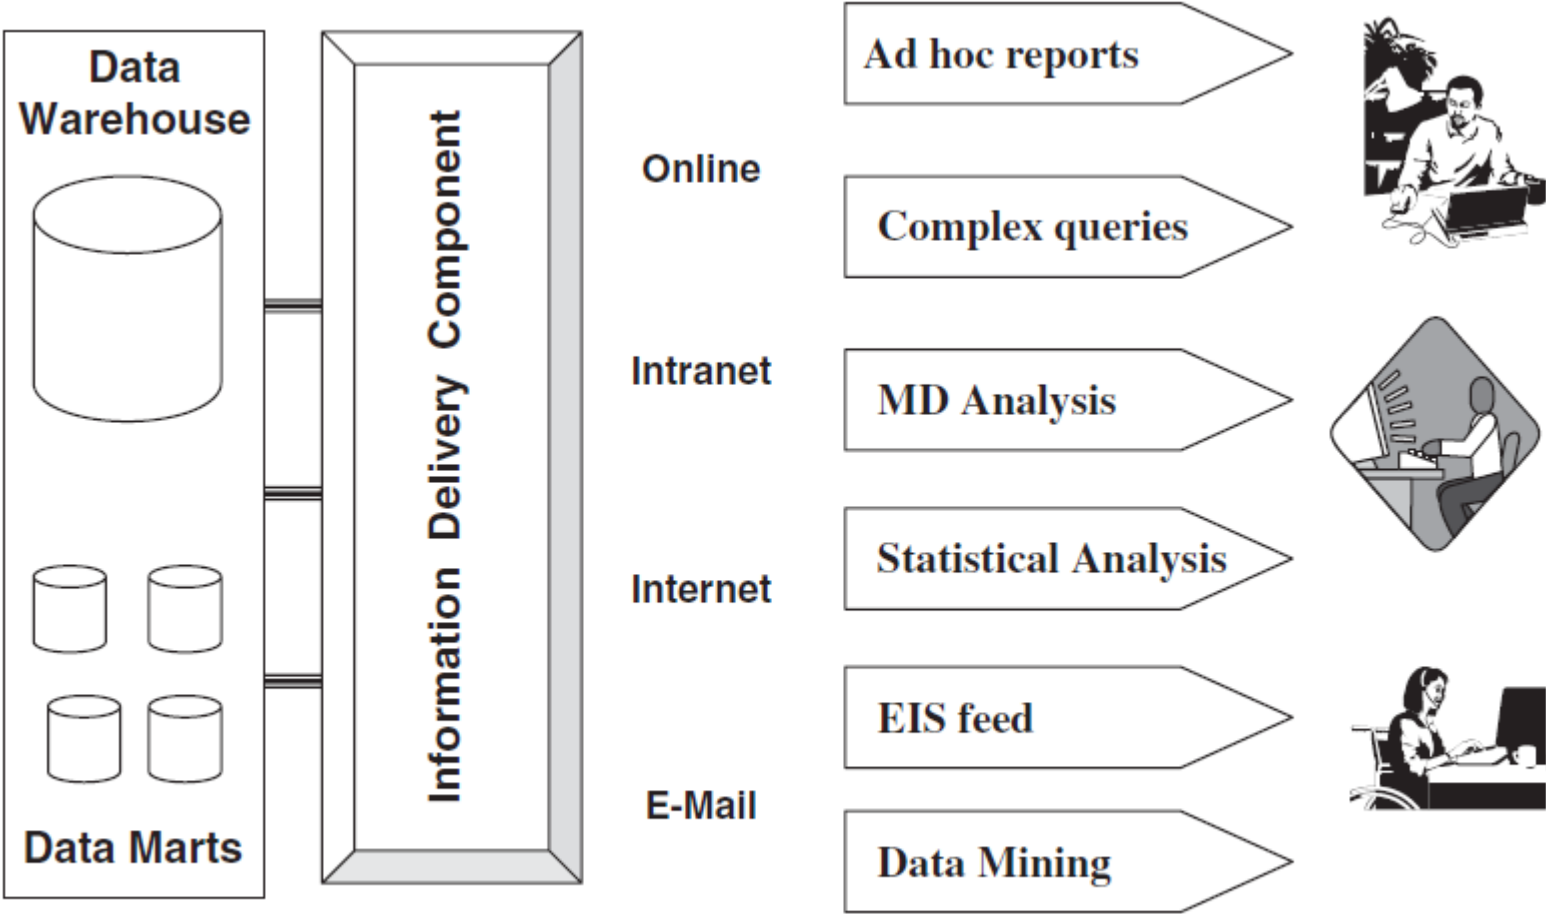 Data
Warehouse
Data Marts
Information Delivery Component
Online
Intranet
Internet
E-Mail
Ad hoc reports
Complex queries
MD Analysis
Statistical Analysis
EIS feed
Data Mining